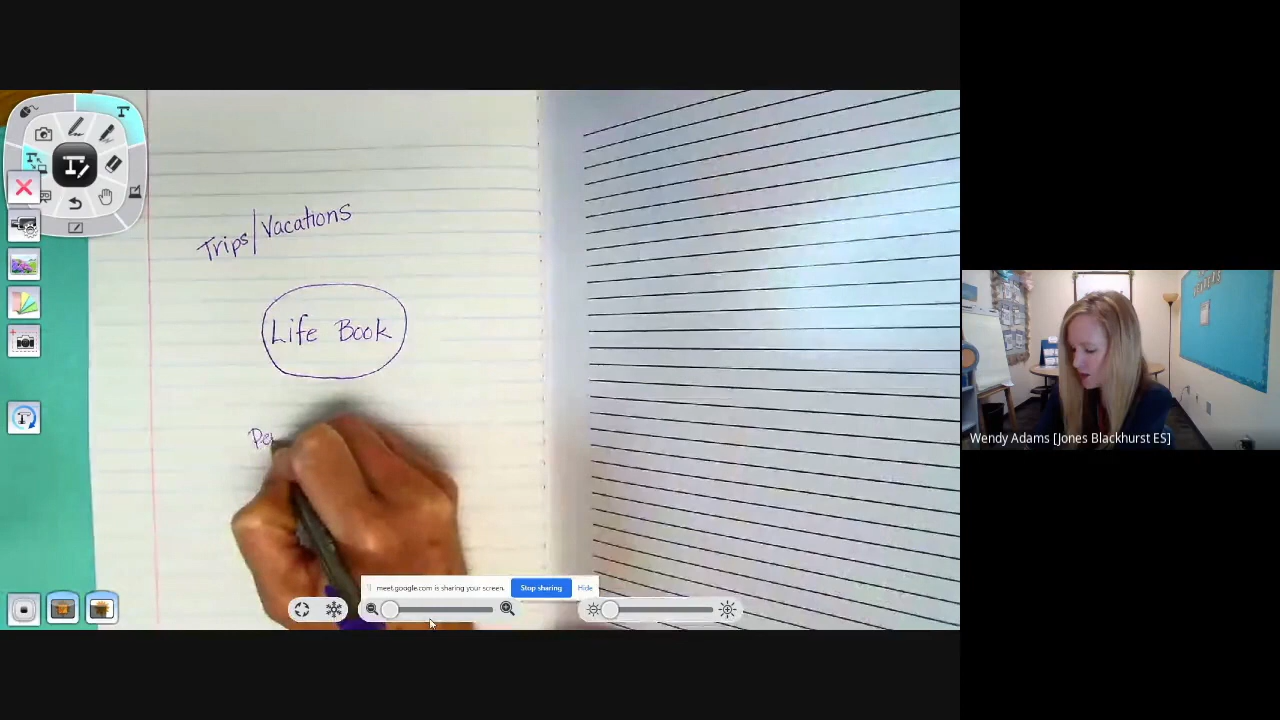 Trips/Vacations
Life Book
meet.google.com is sharing your screen.
Stop sharing
Hide
Wendy Adams [Jones Blackhurst ES]